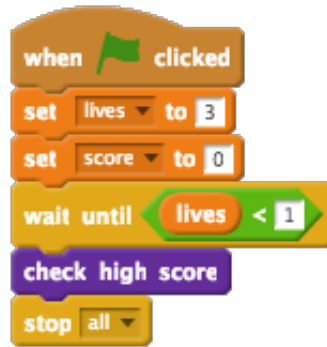 when clicked
set lives to 3
set score to 0
wait until lives < 1
check high score
stop all